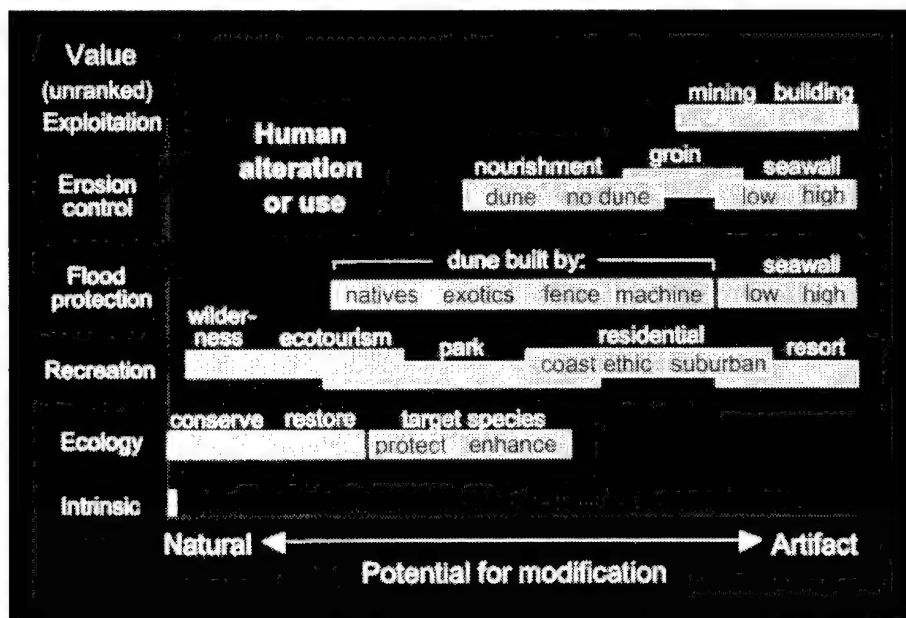 Value
(unranked)
Exploitation
mining building
Human
alteration
or use
Erosion
control
nourishment
groin
seawall
dune no dune
low high
Flood
protection
dune built by:
seawall
natives exotics fence machine
low high
Recreation
wilder-
ness
ecotourism
park
residential
resort
coast ethic suburban
Ecology
conserve restore
target species
protect enhance
Intrinsic
Natural
Artifact
Potential for modification